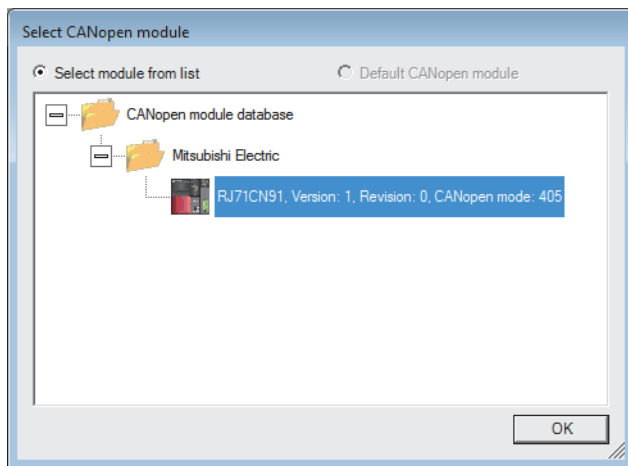 Select CANopen module
Select module from list
Default CANopen module
CANopen module database
Mitsubishi Electric
RJ71CN91, Version: 1, Revision: 0, CANopen mode: 405
OK